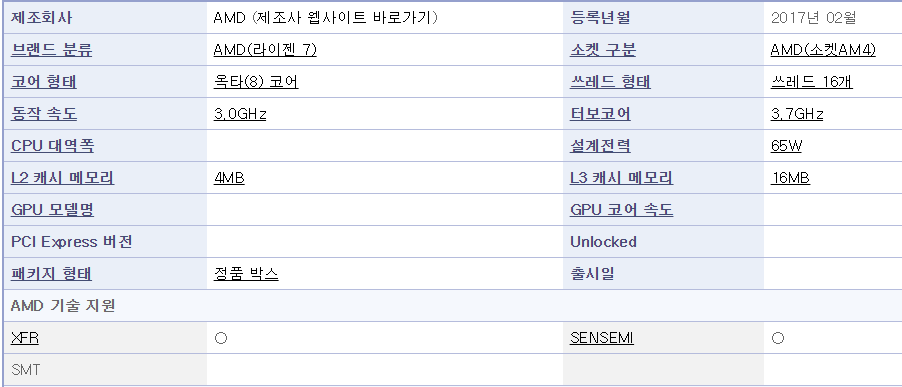 제조회사 AMD (제조사 웹사이트 바로가기) 등록년월 2017년 02월
브랜드 분류 AMD(라이젠 7) 소켓 구분 AMD(소켓AM4)
코어 형태 옥타(8) 코어 쓰레드 형태 쓰레드 16개
동작 속도 3.0GHz 터보코어 3.7GHz
CPU 대역폭 설계전력 65W
L2 캐시 메모리 4MB L3 캐시 메모리 16MB
GPU 모델명 GPU 코어 속도
PCI Express 버전 Unlocked
패키지 형태 정품 박스 출시일
AMD 기술 지원
XFR ○ SENSEMI ○
SMT